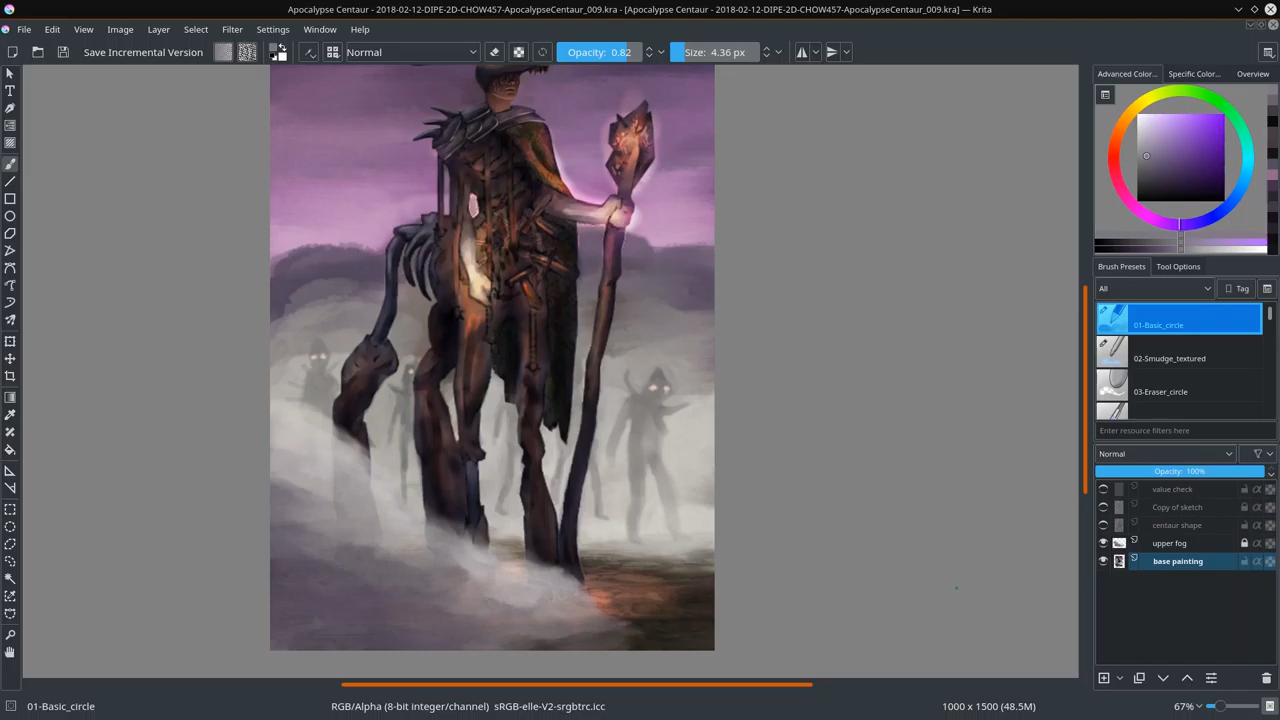 Apocalypse Centaur - 2018-02-12-DIPE-2D-CHOW457-ApocalypseCentaur_009.kra - [Apocalypse Centaur - 2018-02-12-DIPE-2D-CHOW457-ApocalypseCentaur_009.kra] — Krita
File Edit View Image Layer Select Filter Settings Window Help
Save Incremental Version Normal Opacity: 0.82 Size: 4.36 px
Advanced Color... Specific Color... Overview
Brush Presets Tool Options
All Tag
01-Basic_circle
02-Smudge_textured
03-Eraser_circle
Enter resource filters here
Normal
Opacity: 100%
value check
Copy of sketch
centaur shape
upper fog
base painting
01-Basic_circle RGB/Alpha (8-bit integer/channel) sRGB-elle-V2-srgbtrc.icc 1000 x 1500 (48.5M) 67%